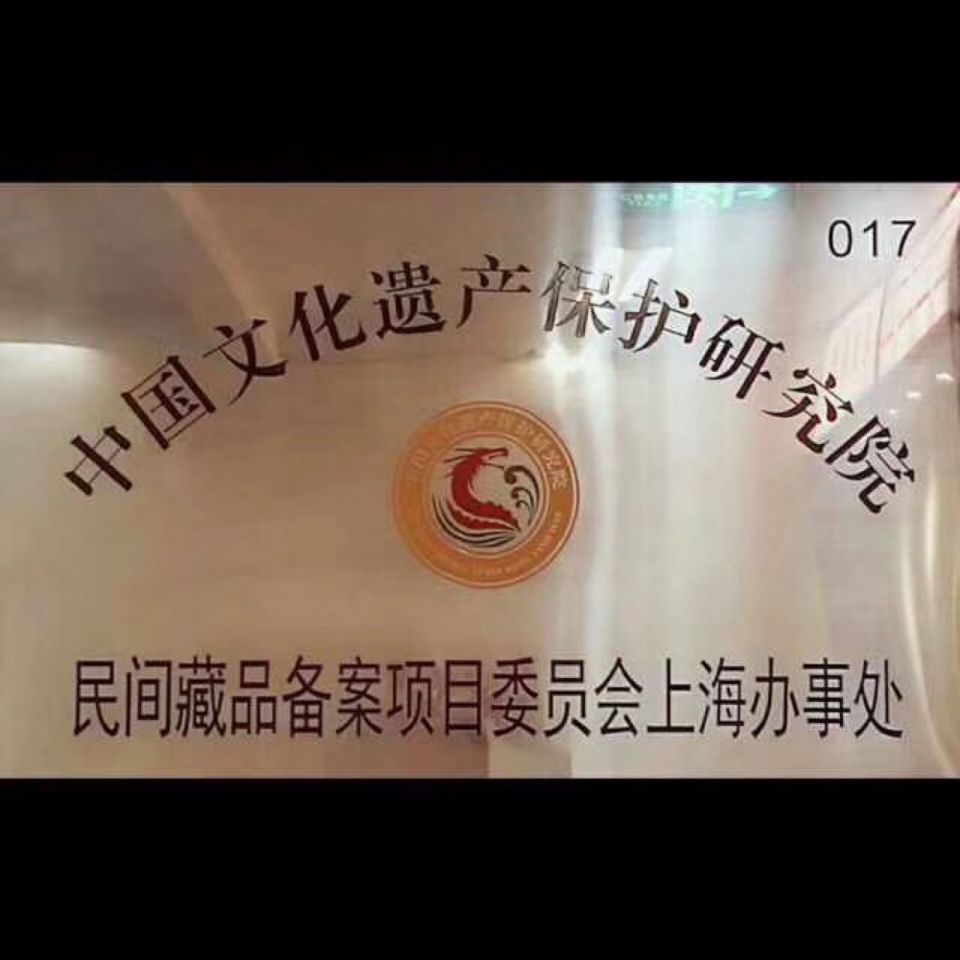 017
中国文化遗产保护研究院
民间藏品备案项目委员会上海办事处